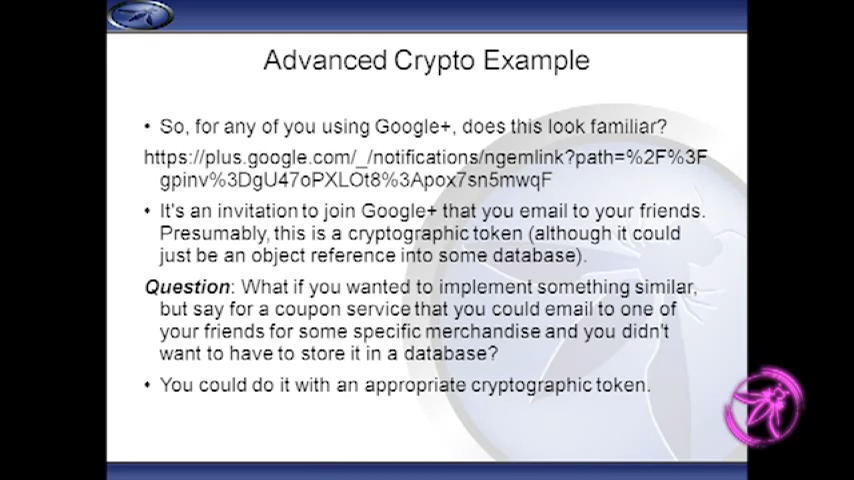 Advanced Crypto Example
• So, for any of you using Google+, does this look familiar?
https://plus.google.com/_/notifications/ngemlink?path=%2F%3F
gpinv%3DgU47oPXLOt8%3Apox7sn5mwqF
• It's an invitation to join Google+ that you email to your friends.
Presumably, this is a cryptographic token (although it could
just be an object reference into some database).
Question: What if you wanted to implement something similar,
but say for a coupon service that you could email to one of
your friends for some specific merchandise and you didn't
want to have to store it in a database?
• You could do it with an appropriate cryptographic token.